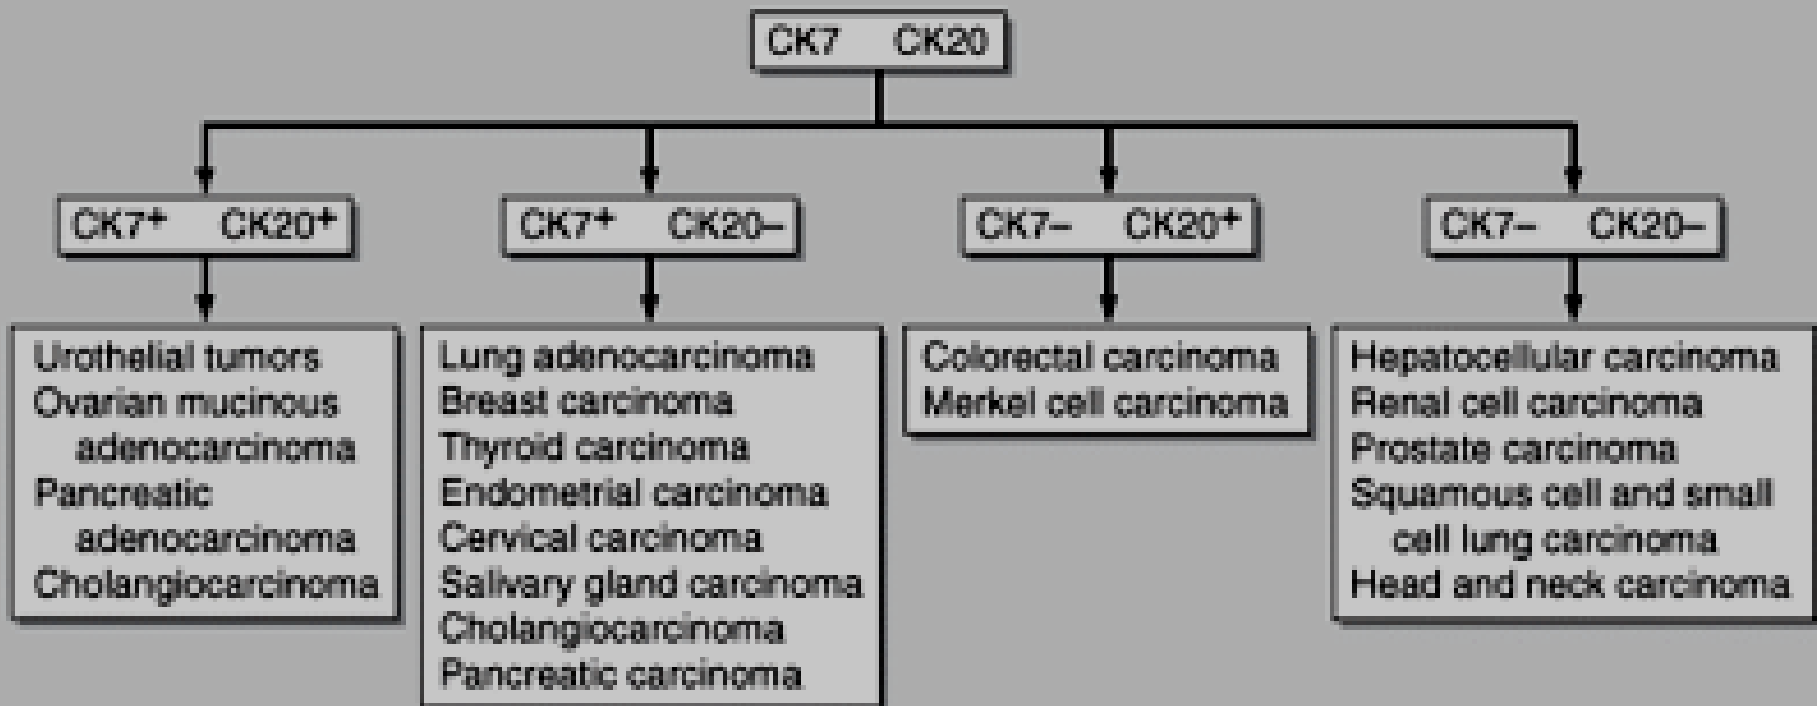 CK7 CK20
CK7+ CK20+
CK7+ CK20–
CK7– CK20+
CK7– CK20–
Urothelial tumors
Ovarian mucinous
adenocarcinoma
Pancreatic
adenocarcinoma
Cholangiocarcinoma
Lung adenocarcinoma
Breast carcinoma
Thyroid carcinoma
Endometrial carcinoma
Cervical carcinoma
Salivary gland carcinoma
Cholangiocarcinoma
Pancreatic carcinoma
Colorectal carcinoma
Merkel cell carcinoma
Hepatocellular carcinoma
Renal cell carcinoma
Prostate carcinoma
Squamous cell and small
cell lung carcinoma
Head and neck carcinoma